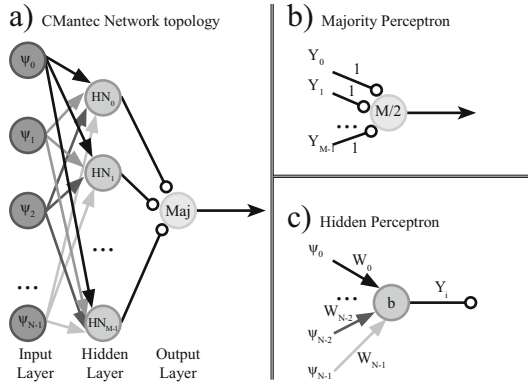 a) CMantec Network topology
Ψ0
Ψ1
Ψ2
...
ΨN-1
HN0
HN1
...
HNM-1
Maj
Input Layer
Hidden Layer
Output Layer
b) Majority Perceptron
Y0
1
Y1
1
...
YM-1
1
M/2
c) Hidden Perceptron
Ψ0
W0
...
WN-2
ΨN-2
WN-1
ΨN-1
b
Yi